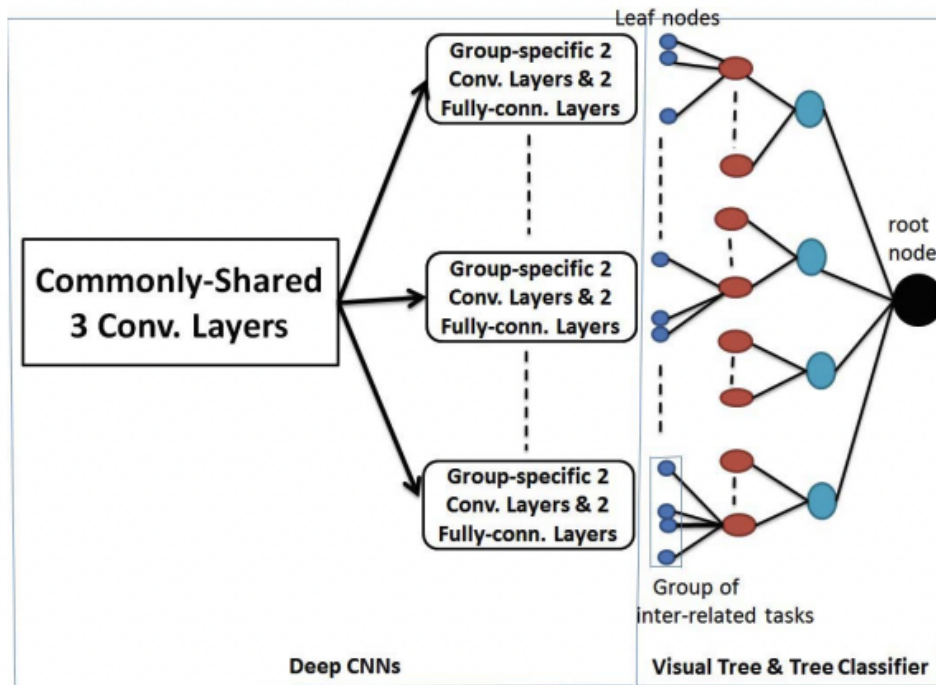 Leaf nodes
Group-specific 2
Conv. Layers & 2
Fully-conn. Layers
Commonly-Shared
3 Conv. Layers
Group-specific 2
Conv. Layers & 2
Fully-conn. Layers
root
node
Group-specific 2
Conv. Layers & 2
Fully-conn. Layers
Group of
inter-related tasks
Deep CNNs
Visual Tree & Tree Classifier